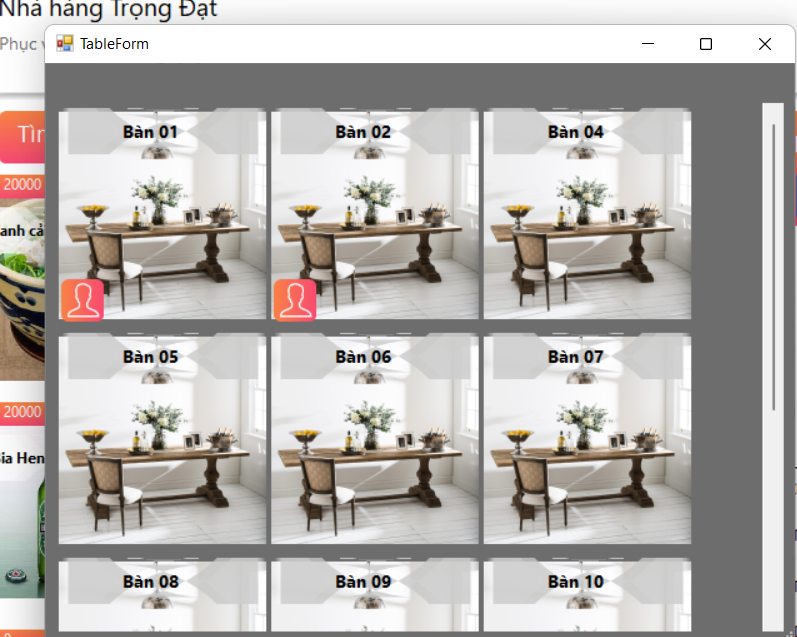 Nhà hàng Trọng Đạt
Phục
TableForm
Tìr
20000
anh cả
20000
ia Hen
Bàn 01
Bàn 02
Bàn 04
Bàn 05
Bàn 06
Bàn 07
Bàn 08
Bàn 09
Bàn 10